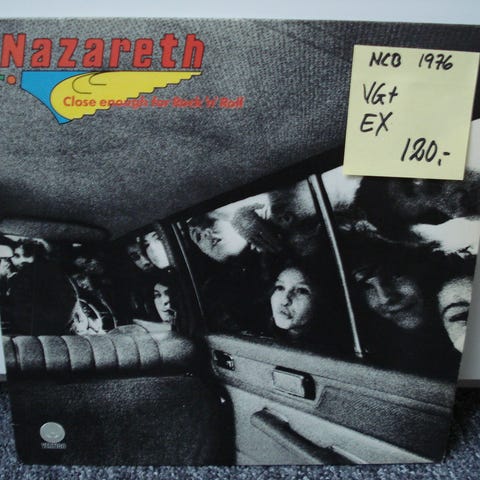 Nazareth
Close enough for Rock 'n' Roll
NCB 1976
VG+
EX
120,-